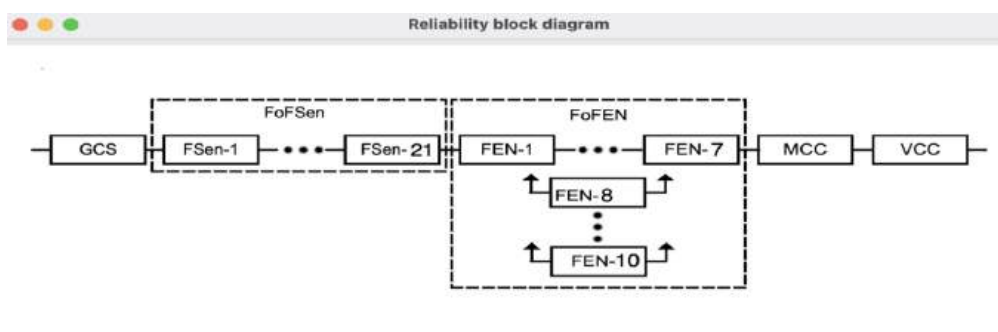 Reliability block diagram
FoFSen
FoFEN
GCS FSen-1 FSen-21 FEN-1 FEN-7 MCC VCC
FEN-8
FEN-10